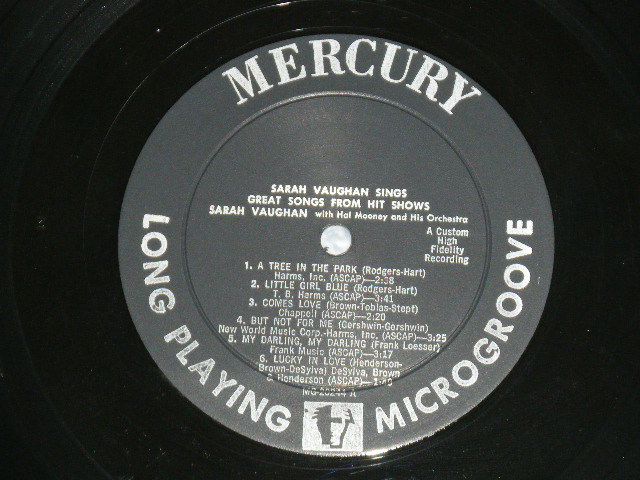 MERCURY
SARAH VAUGHAN SINGS
GREAT SONGS FROM HIT SHOWS
SARAH VAUGHAN with Hal Mooney and His Orchestra
A Custom
High
Fidelity
Recording
1. A TREE IN THE PARK (Rodgers-Hart)
Harms, Inc. (ASCAP)—2:38
2. LITTLE GIRL BLUE (Rodgers-Hart)
T. B. Harms (ASCAP)—3:41
3. COMES LOVE (Brown-Tobias-Stept)
Chappell (ASCAP)—2:20
4. BUT NOT FOR ME (Gershwin-Gershwin)
New World Music Corp.-Harms, Inc. (ASCAP)—3:25
5. MY DARLING, MY DARLING (Frank Loesser)
Frank Music (ASCAP)—3:17
6. LUCKY IN LOVE (Henderson-
Brown-DeSylva) DeSylva, Brown
& Henderson (ASCAP)
MG-20244 A
LONG PLAYING
MICROGROOVE